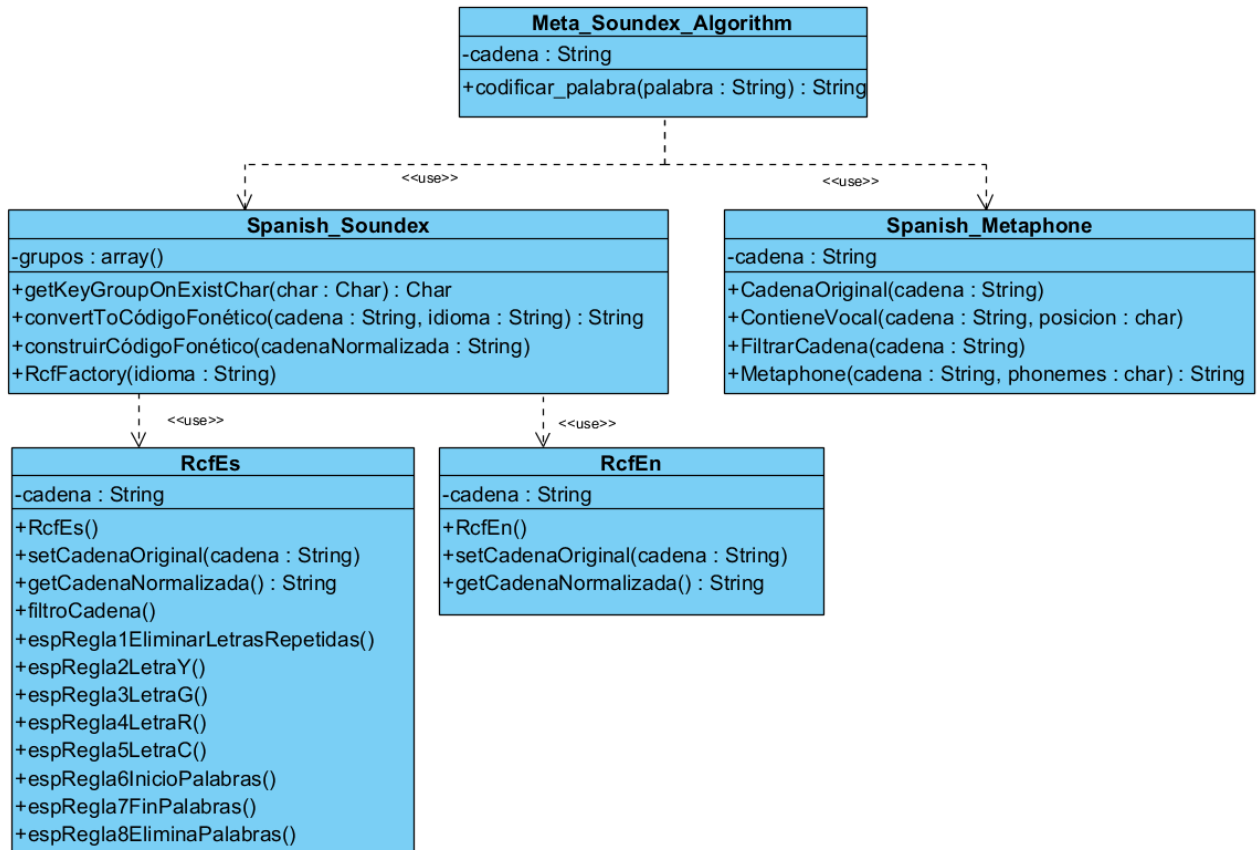 Meta_Soundex_Algorithm
-cadena : String
+codificar_palabra(palabra : String) : String
<<use>>
<<use>>
Spanish_Soundex
-grupos : array()
+getKeyGroupOnExistChar(char : Char) : Char
+convertToCódigoFonético(cadena : String, idioma : String) : String
+construirCódigoFonético(cadenaNormalizada : String)
+RcfFactory(idioma : String)
Spanish_Metaphone
-cadena : String
+CadenaOriginal(cadena : String)
+ContieneVocal(cadena : String, posicion : char)
+FiltrarCadena(cadena : String)
+Metaphone(cadena : String, phonemes : char) : String
<<use>>
<<use>>
RcfEs
-cadena : String
+RcfEs()
+setCadenaOriginal(cadena : String)
+getCadenaNormalizada() : String
+filtroCadena()
+espRegla1EliminarLetrasRepetidas()
+espRegla2LetraY()
+espRegla3LetraG()
+espRegla4LetraR()
+espRegla5LetraC()
+espRegla6InicioPalabras()
+espRegla7FinPalabras()
+espRegla8EliminaPalabras()
RcfEn
-cadena : String
+RcfEn()
+setCadenaOriginal(cadena : String)
+getCadenaNormalizada() : String